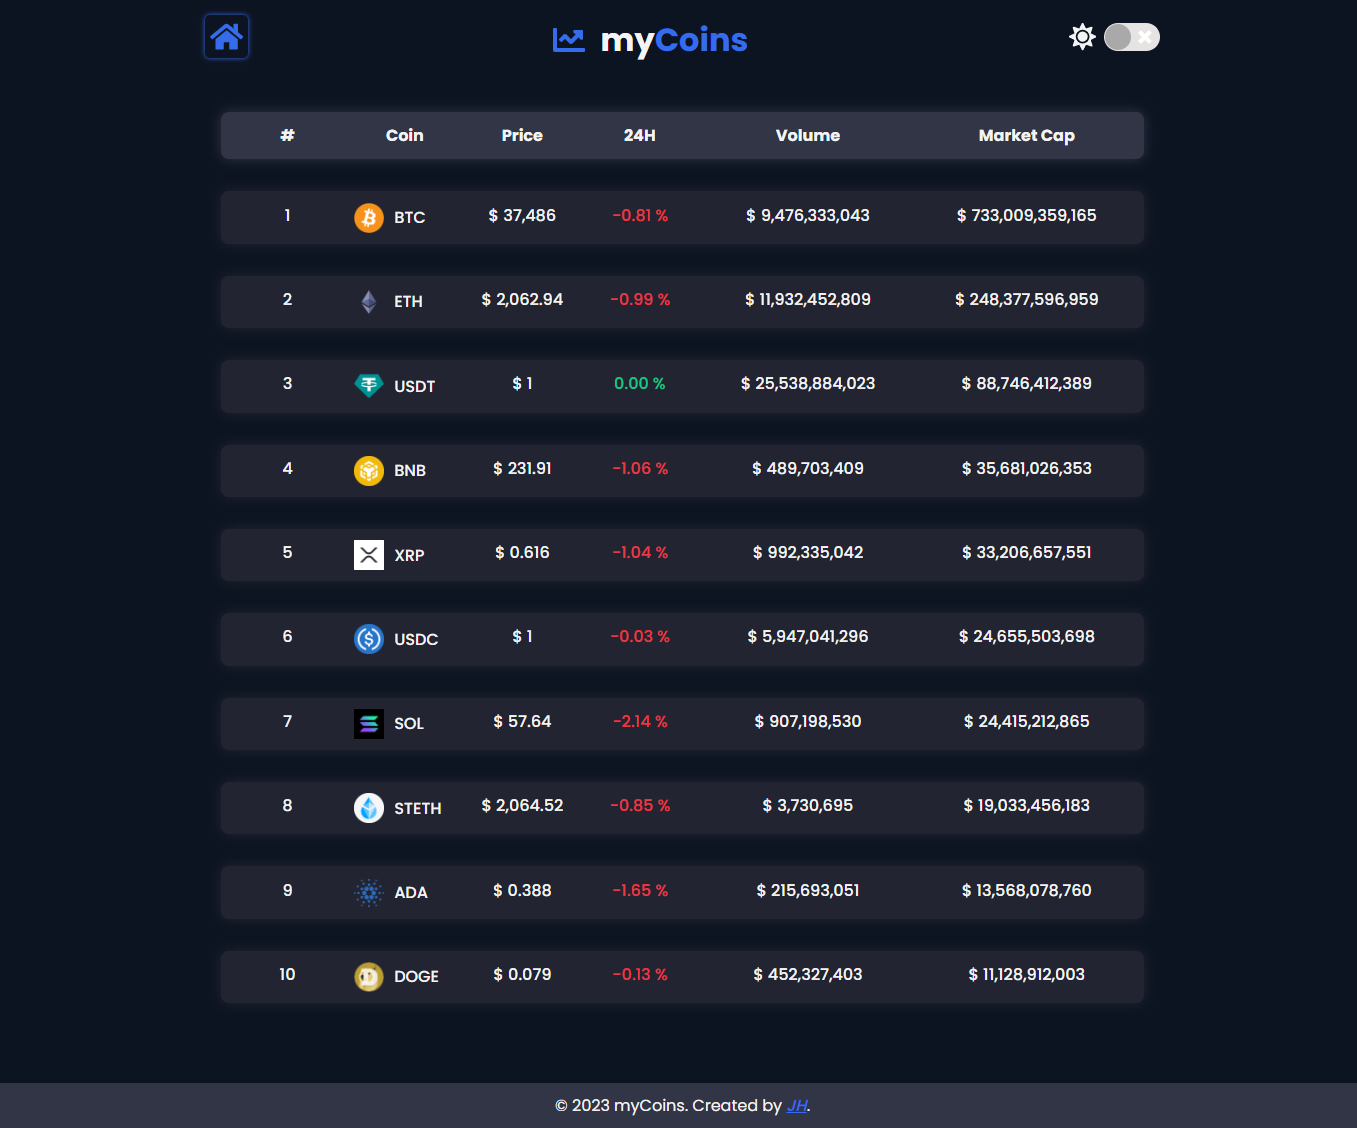 myCoins
# Coin Price 24H Volume Market Cap
1 BTC $ 37,486 -0.81 % $ 9,476,333,043 $ 733,009,359,165
2 ETH $ 2,062.94 -0.99 % $ 11,932,452,809 $ 248,377,596,959
3 USDT $ 1 0.00 % $ 25,538,884,023 $ 88,746,412,389
4 BNB $ 231.91 -1.06 % $ 489,703,409 $ 35,681,026,353
5 XRP $ 0.616 -1.04 % $ 992,335,042 $ 33,206,657,551
6 USDC $ 1 -0.03 % $ 5,947,041,296 $ 24,655,503,698
7 SOL $ 57.64 -2.14 % $ 907,198,530 $ 24,415,212,865
8 STETH $ 2,064.52 -0.85 % $ 3,730,695 $ 19,033,456,183
9 ADA $ 0.388 -1.65 % $ 215,693,051 $ 13,568,078,760
10 DOGE $ 0.079 -0.13 % $ 452,327,403 $ 11,128,912,003
© 2023 myCoins. Created by JH.